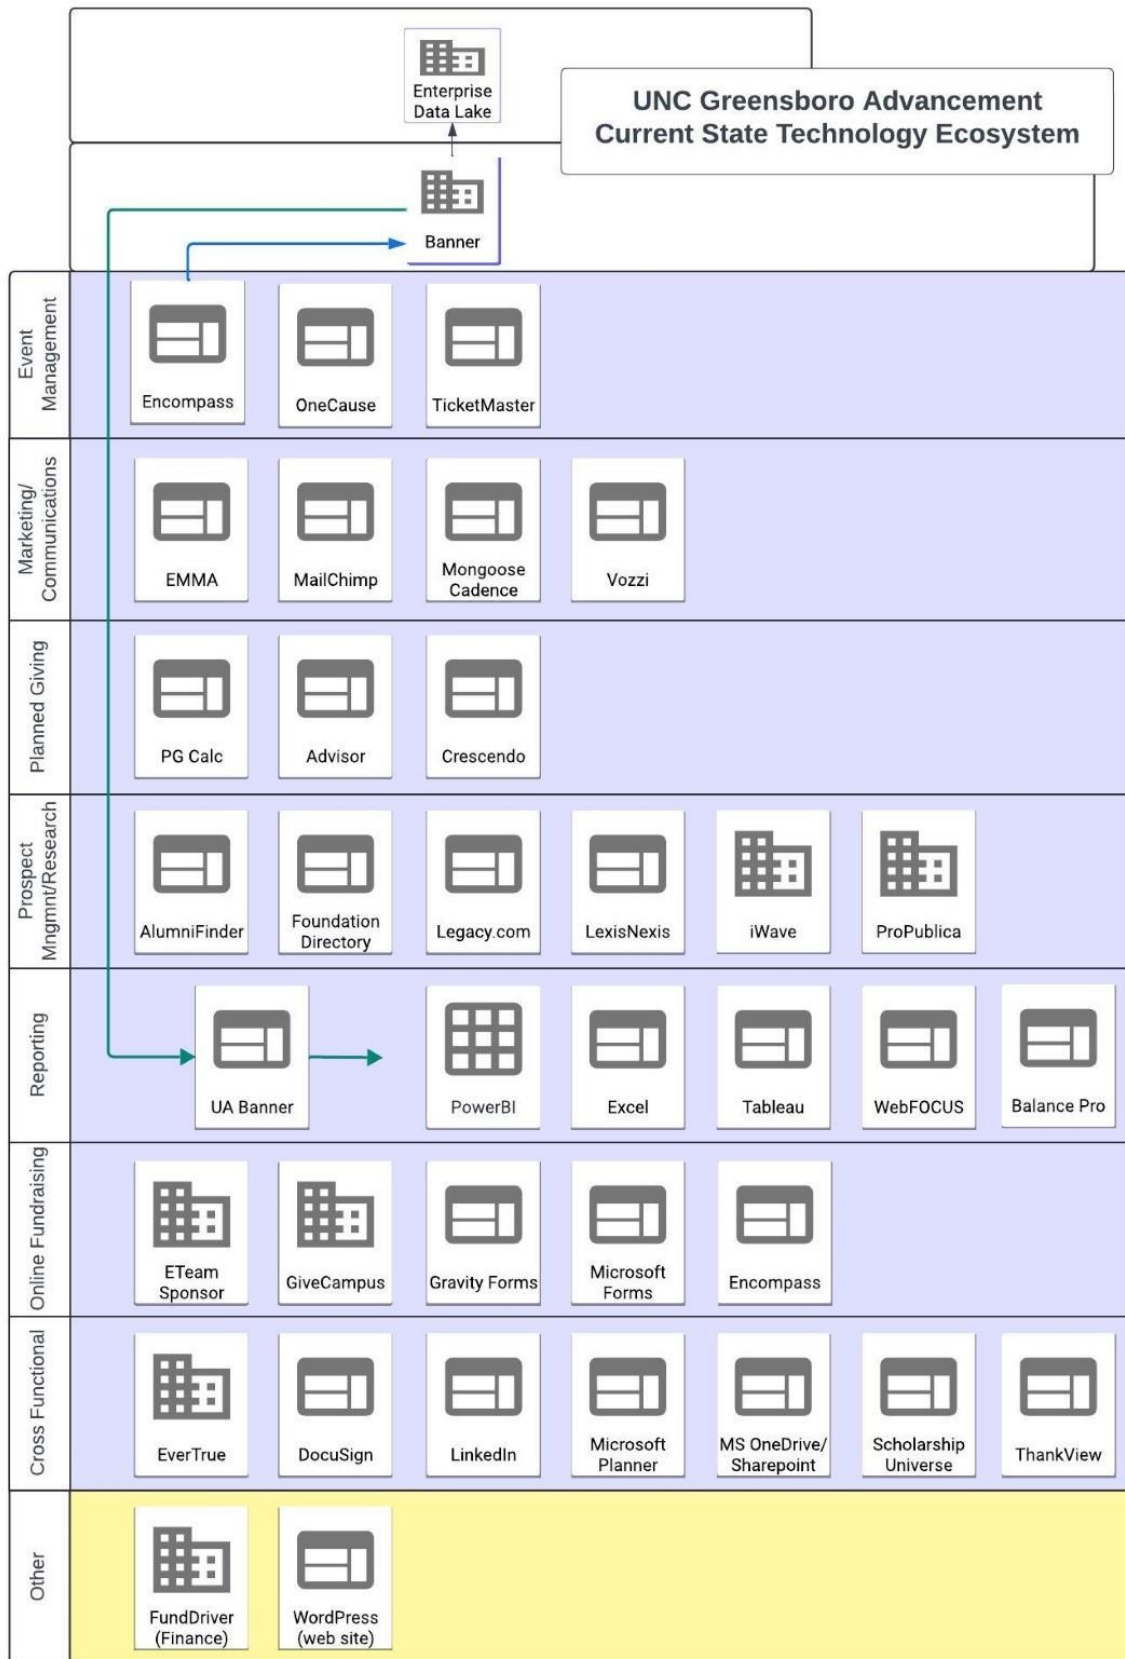 Enterprise
Data Lake
UNC Greensboro Advancement
Current State Technology Ecosystem
Banner
Event
Management
Encompass
OneCause
TicketMaster
Marketing/
Communications
EMMA
MailChimp
Mongoose
Cadence
Vozzi
Planned Giving
PG Calc
Advisor
Crescendo
Prospect
Mngmnt/Research
AlumniFinder
Foundation
Directory
Legacy.com
LexisNexis
iWave
ProPublica
Reporting
UA Banner
PowerBI
Excel
Tableau
WebFOCUS
Balance Pro
Online Fundraising
ETeam
Sponsor
GiveCampus
Gravity Forms
Microsoft
Forms
Encompass
Cross Functional
EverTrue
DocuSign
LinkedIn
Microsoft
Planner
MS OneDrive/
Sharepoint
Scholarship
Universe
ThankView
Other
FundDriver
(Finance)
WordPress
(web site)